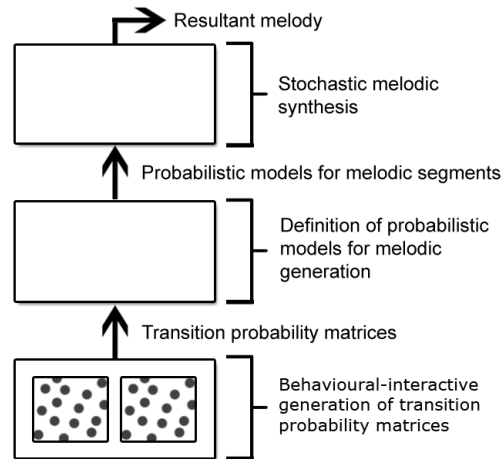 Resultant melody
Stochastic melodic
synthesis
Probabilistic models for melodic segments
Definition of probabilistic
models for melodic
generation
Transition probability matrices
Behavioural-interactive
generation of transition
probability matrices